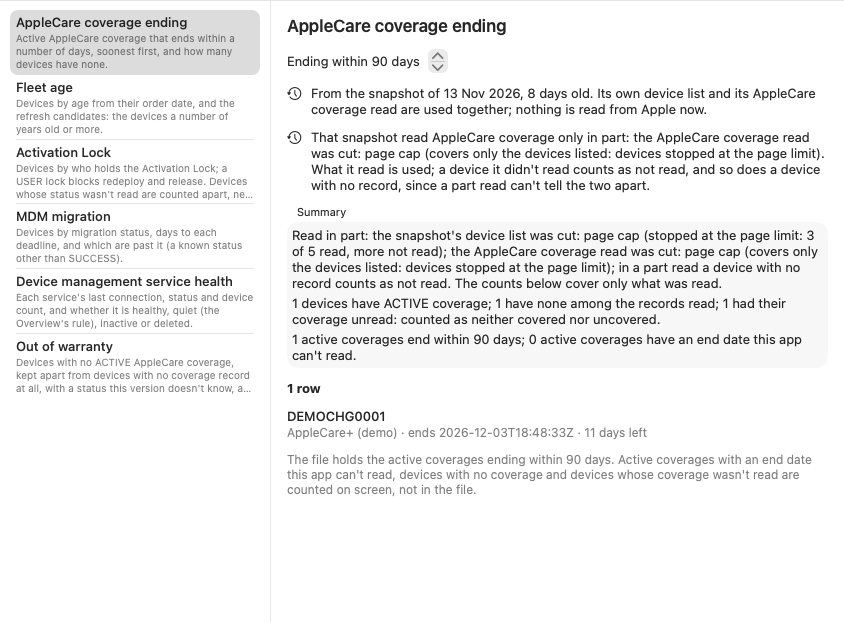 AppleCare coverage ending
Active AppleCare coverage that ends within a
number of days, soonest first, and how many
devices have none.
Fleet age
Devices by age from their order date, and the
refresh candidates: the devices a number of
years old or more.
Activation Lock
Devices by who holds the Activation Lock; a
USER lock blocks redeploy and release. Devices
whose status wasn't read are counted apart, ne...
MDM migration
Devices by migration status, days to each
deadline, and which are past it (a known status
other than SUCCESS).
Device management service health
Each service's last connection, status and device
count, and whether it is healthy, quiet (the
Overview's rule), inactive or deleted.
Out of warranty
Devices with no ACTIVE AppleCare coverage,
kept apart from devices with no coverage record
at all, with a status this version doesn't know, a...
AppleCare coverage ending
Ending within 90 days
From the snapshot of 13 Nov 2026, 8 days old. Its own device list and its AppleCare
coverage read are used together; nothing is read from Apple now.
That snapshot read AppleCare coverage only in part: the AppleCare coverage read
was cut: page cap (covers only the devices listed: devices stopped at the page limit).
What it read is used; a device it didn't read counts as not read, and so does a device
with no record, since a part read can't tell the two apart.
Summary
Read in part: the snapshot's device list was cut: page cap (stopped at the page limit: 3
of 5 read, more not read); the AppleCare coverage read was cut: page cap (covers only
the devices listed: devices stopped at the page limit); in a part read a device with no
record counts as not read. The counts below cover only what was read.
1 devices have ACTIVE coverage; 1 have none among the records read; 1 had their
coverage unread: counted as neither covered nor uncovered.
1 active coverages end within 90 days; 0 active coverages have an end date this app
can't read.
1 row
DEMOCHG0001
AppleCare+ (demo) · ends 2026-12-03T18:48:33Z · 11 days left
The file holds the active coverages ending within 90 days. Active coverages with an end date
this app can't read, devices with no coverage and devices whose coverage wasn't read are
counted on screen, not in the file.